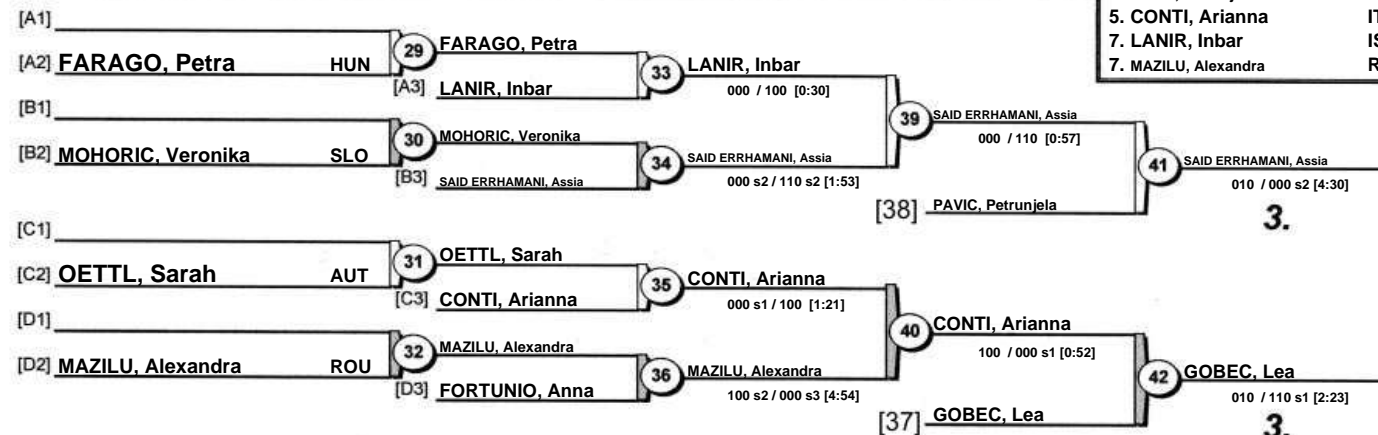 5. CONTI, Arianna
7. LANIR, Inbar
7. MAZILU, Alexandra R
[A1]
[A2] FARAGO, Petra HUN
29
FARAGO, Petra
[A3] LANIR, Inbar
33
LANIR, Inbar
000 / 100 [0:30]
[B1]
[B2] MOHORIC, Veronika SLO
30
MOHORIC, Veronika
[B3] SAID ERRHAMANI, Assia
34
SAID ERRHAMANI, Assia
000 s2 / 110 s2 [1:53]
39
SAID ERRHAMANI, Assia
000 / 110 [0:57]
[38] PAVIC, Petrunjela
41
SAID ERRHAMANI, Assia
010 / 000 s2 [4:30]
3.
[C1]
[C2] OETTL, Sarah AUT
31
OETTL, Sarah
[C3] CONTI, Arianna
35
CONTI, Arianna
000 s1 / 100 [1:21]
[D1]
[D2] MAZILU, Alexandra ROU
32
MAZILU, Alexandra
[D3] FORTUNIO, Anna
36
MAZILU, Alexandra
100 s2 / 000 s3 [4:54]
40
CONTI, Arianna
100 / 000 s1 [0:52]
[37] GOBEC, Lea
42
GOBEC, Lea
010 / 110 s1 [2:23]
3.